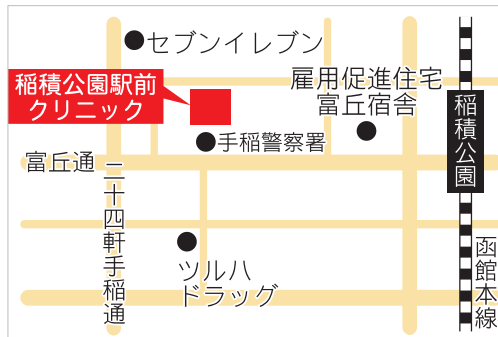 セブンイレブン
稲積公園駅前
クリニック
雇用促進住宅
富丘宿舎
稲積公園
手稲警察署
富丘通
二十四軒手稲通
ツルハ
ドラッグ
函館本線